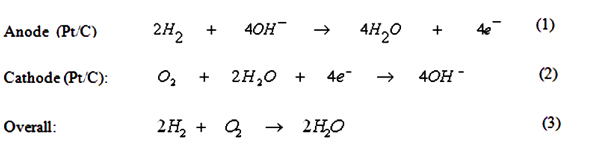 Anode (Pt/C) 2H₂ + 4OH⁻ → 4H₂O + 4e⁻ (1)
Cathode (Pt/C): O₂ + 2H₂O + 4e⁻ → 4OH⁻ (2)
Overall: 2H₂ + O₂ → 2H₂O (3)